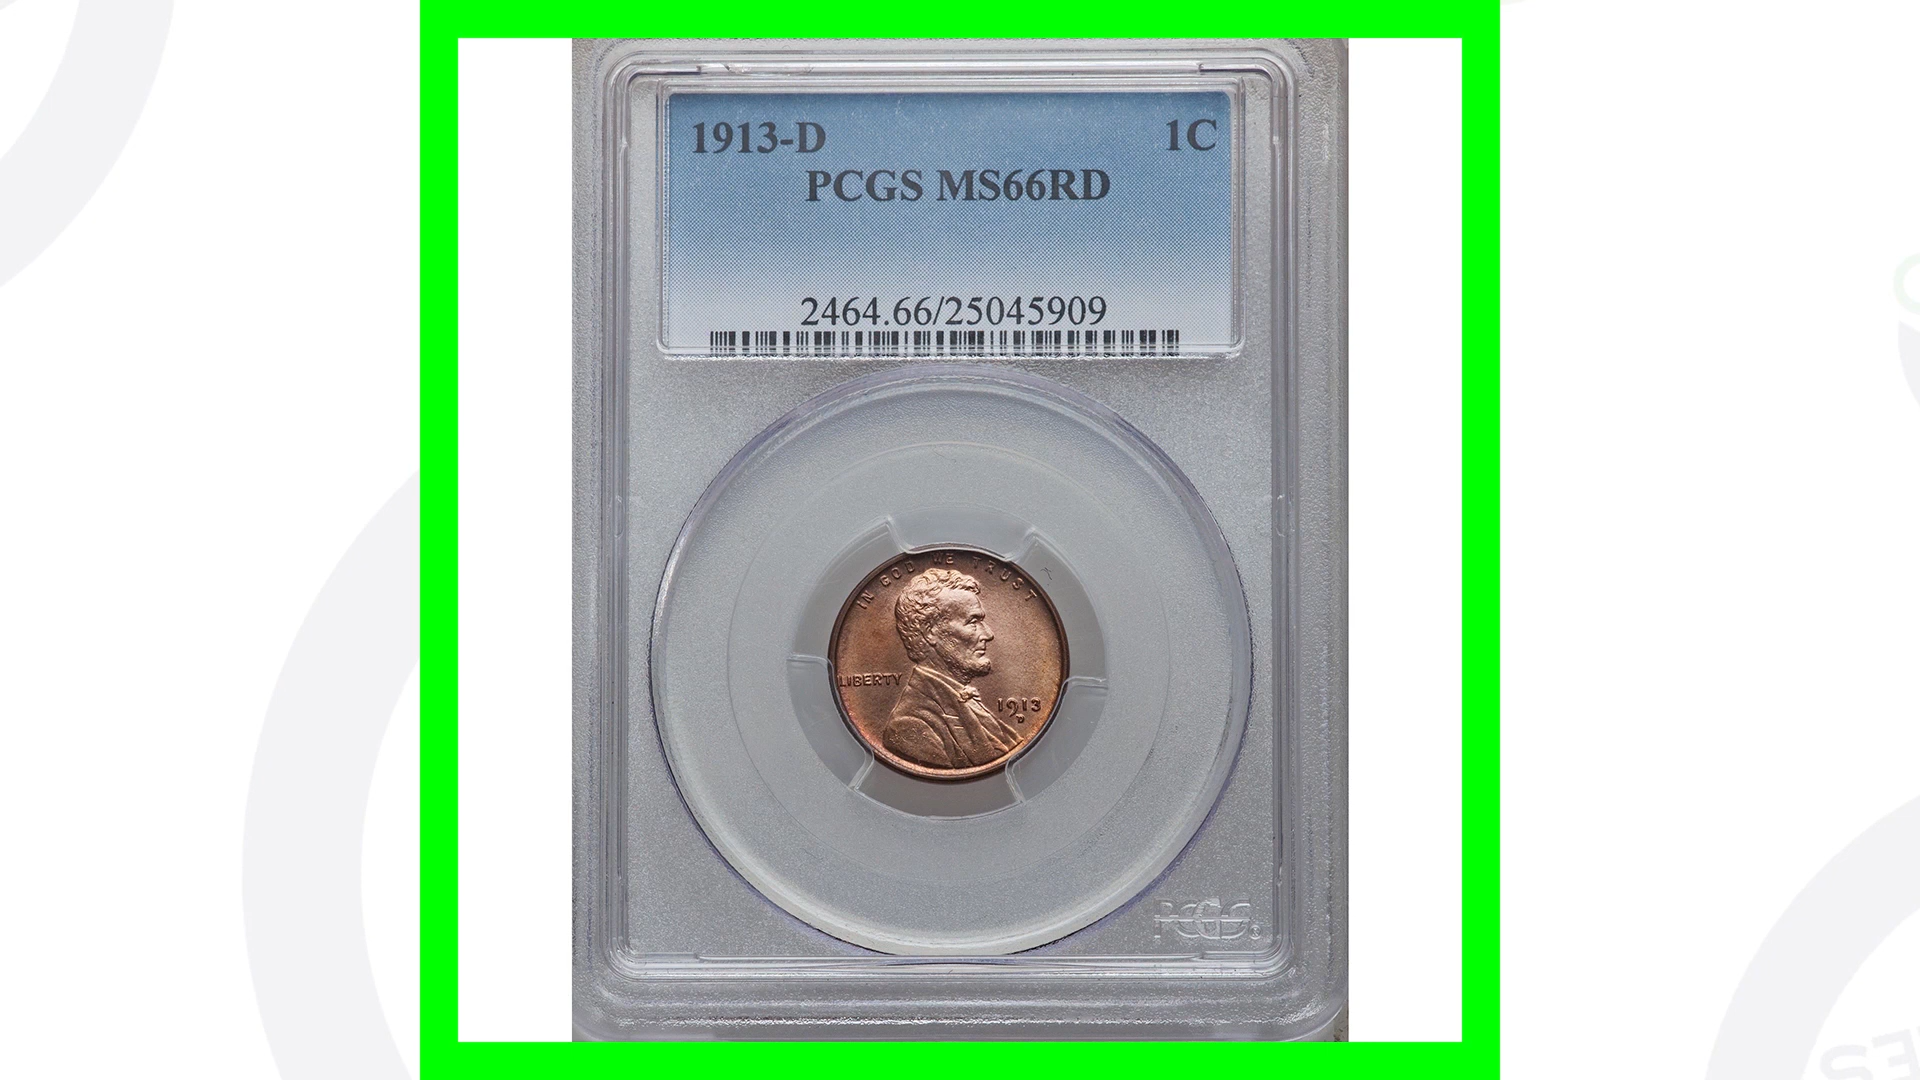 1913-D 1C
PCGS MS66RD
2464.66/25045909
IN GOD WE TRUST
LIBERTY
1913
D
PCGS